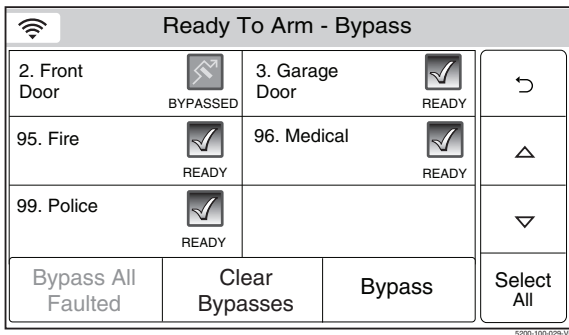 Ready To Arm - Bypass
2. Front
Door
BYPASSED
3. Garage
Door
READY
95. Fire
READY
96. Medical
READY
99. Police
READY
Bypass All
Faulted
Clear
Bypasses
Bypass
Select
All
5200-100-029-V